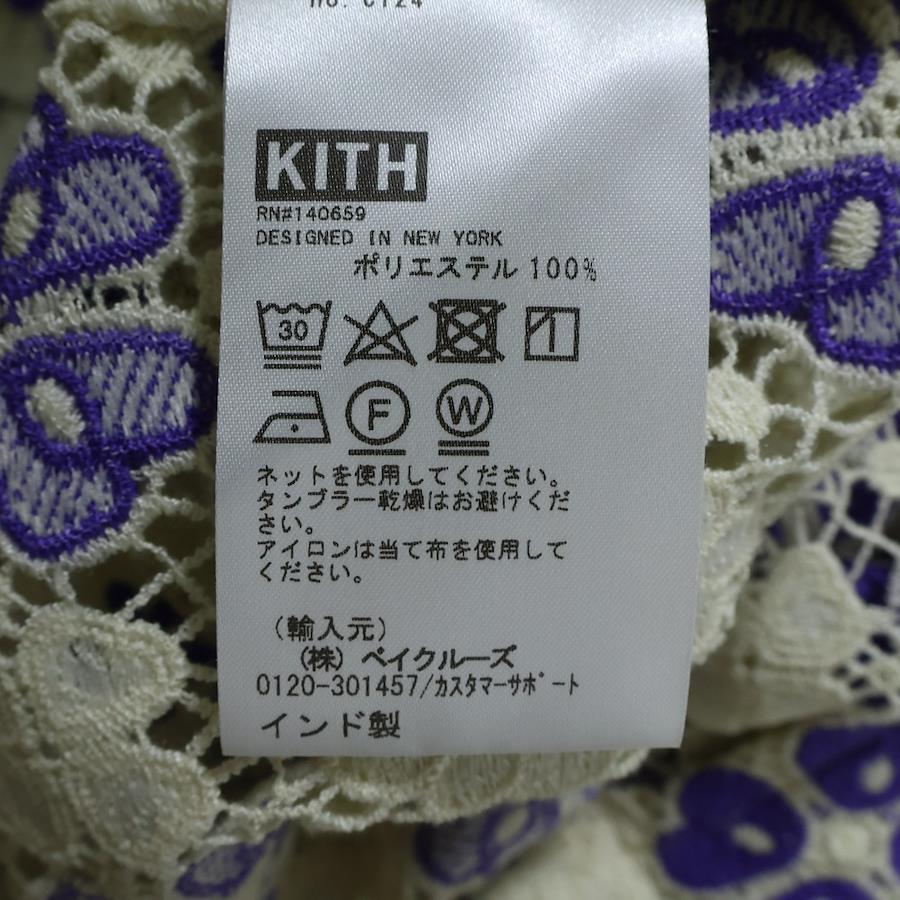 no. C124
KITH
RN#140659
DESIGNED IN NEW YORK
ポリエステル 100%
30
F
W
ネットを使用してください。
タンブラー乾燥はお避けくだ
さい。
アイロンは当て布を使用して
ください。
（輸入元）
（株）ベイクルーズ
0120-301457/カスタマーサポート
インド製